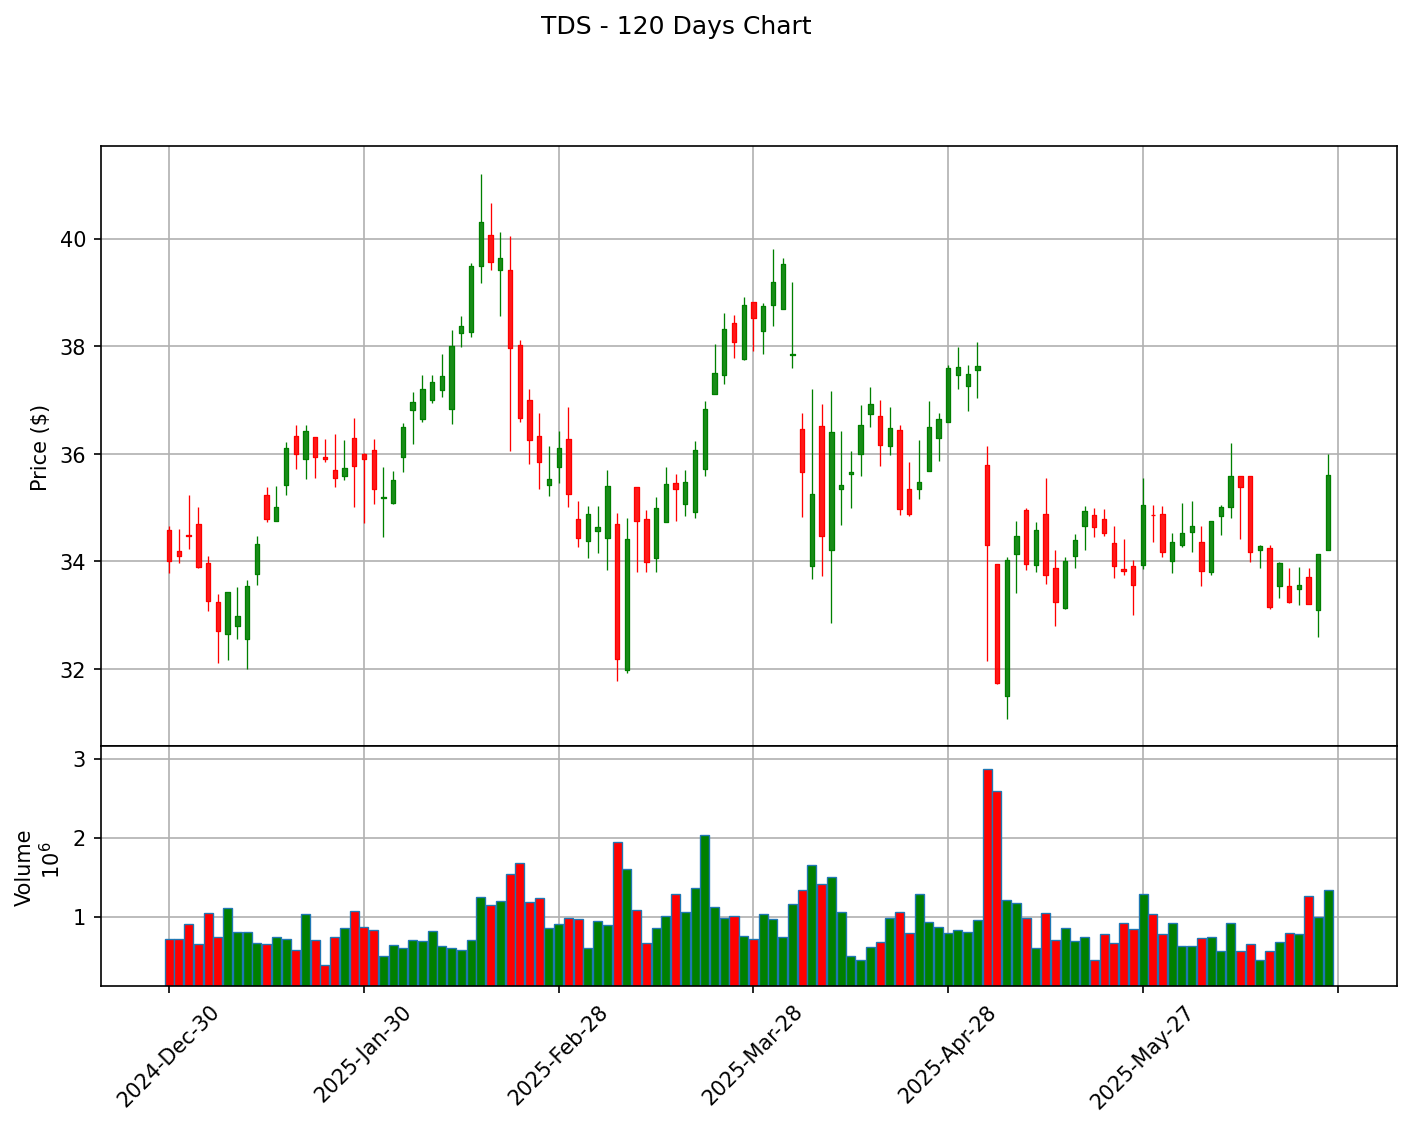 TDS - 120 Days Chart
Price ($)
40
38
36
34
32
Volume
10⁶
3
2
1
2024-Dec-30
2025-Jan-30
2025-Feb-28
2025-Mar-28
2025-Apr-28
2025-May-27